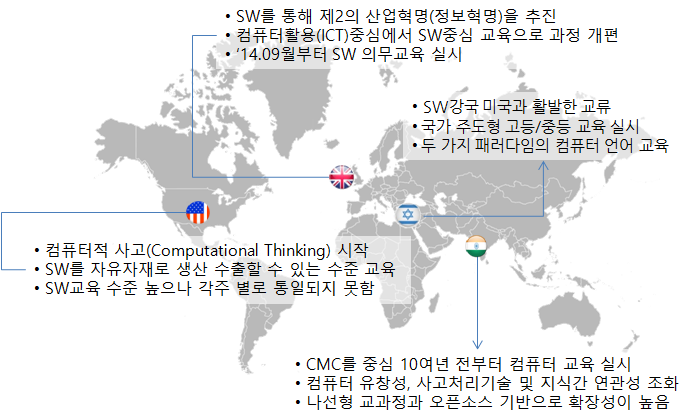 • SW를 통해 제2의 산업혁명(정보혁명)을 추진
• 컴퓨터활용(ICT)중심에서 SW중심 교육으로 과정 개편
• ‘14.09월부터 SW 의무교육 실시
• SW강국 미국과 활발한 교류
• 국가 주도형 고등/중등 교육 실시
• 두 가지 패러다임의 컴퓨터 언어 교육
• 컴퓨터적 사고(Computational Thinking) 시작
• SW를 자유자재로 생산 수출할 수 있는 수준 교육
• SW교육 수준 높으나 각주 별로 통일되지 못함
• CMC를 중심 10여년 전부터 컴퓨터 교육 실시
• 컴퓨터 유창성, 사고처리기술 및 지식간 연관성 조화
• 나선형 교과정과 오픈소스 기반으로 확장성이 높음